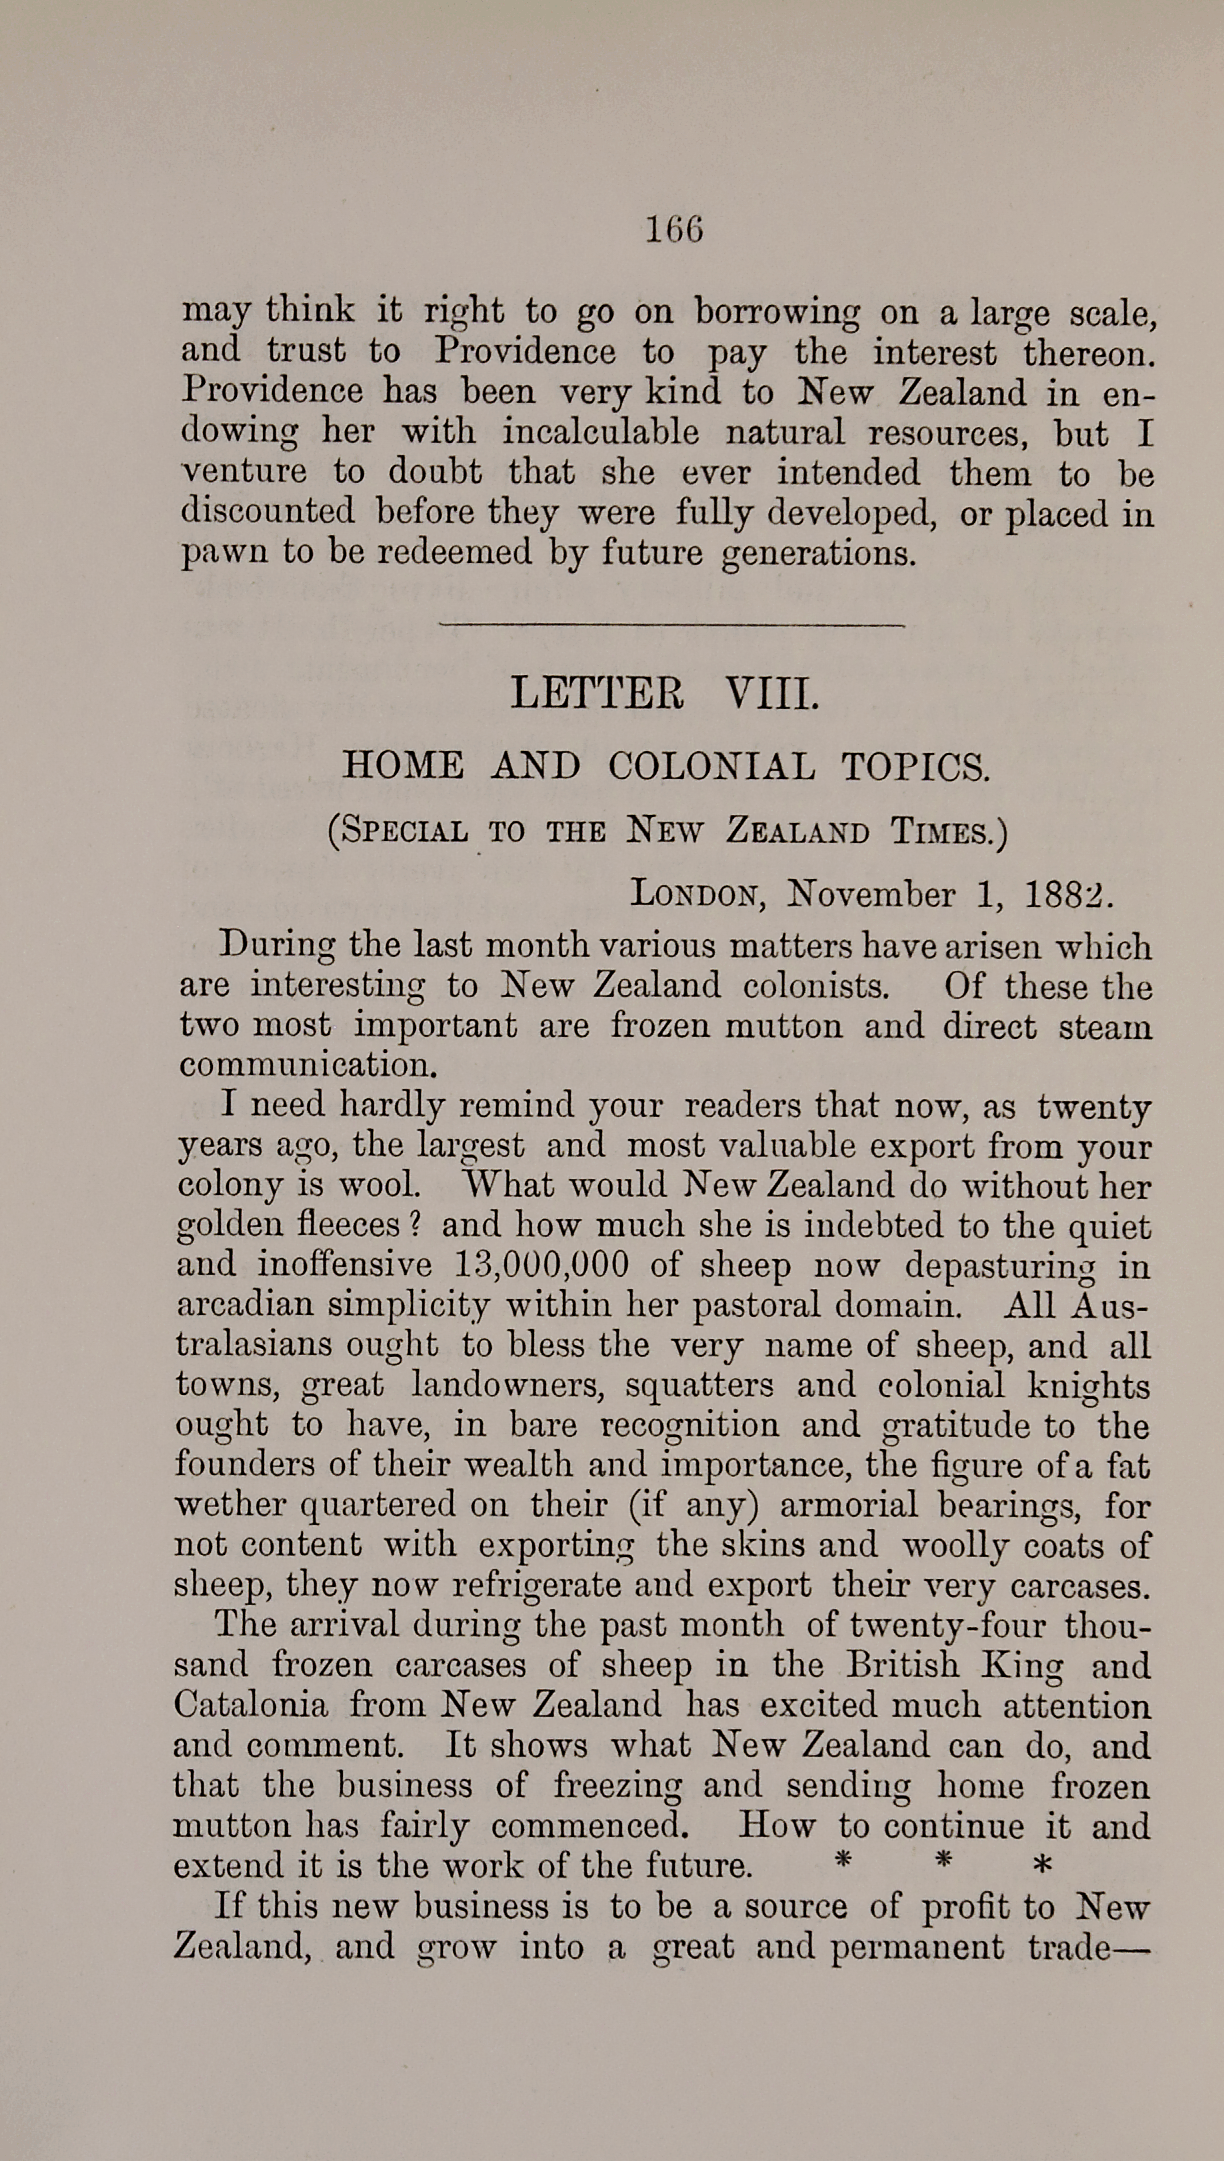 166
may think it right to go on borrowing on a large scale,
and trust to Providence to pay the interest thereon.
Providence has been very kind to New Zealand in en-
dowing her with incalculable natural resources, but I
venture to doubt that she ever intended them to be
discounted before they were fully developed, or placed in
pawn to be redeemed by future generations.
LETTER VIII.
HOME AND COLONIAL TOPICS.
(Special to the New Zealand Times.)
London, November 1, 1882.
During the last month various matters have arisen which
are interesting to New Zealand colonists. Of these the
two most important are frozen mutton and direct steam
communication.
I need hardly remind your readers that now, as twenty
years ago, the largest and most valuable export from your
colony is wool. What would New Zealand do without her
golden fleeces ? and how much she is indebted to the quiet
and inoffensive 13,000,000 of sheep now depasturing in
arcadian simplicity within her pastoral domain. All Aus-
tralasians ought to bless the very name of sheep, and all
towns, great landowners, squatters and colonial knights
ought to have, in bare recognition and gratitude to the
founders of their wealth and importance, the figure of a fat
wether quartered on their (if any) armorial bearings, for
not content with exporting the skins and woolly coats of
sheep, they now refrigerate and export their very carcases.
The arrival during the past month of twenty-four thou-
sand frozen carcases of sheep in the British King and
Catalonia from New Zealand has excited much attention
and comment. It shows what New Zealand can do, and
that the business of freezing and sending home frozen
mutton has fairly commenced. How to continue it and
extend it is the work of the future. * * *
If this new business is to be a source of profit to New
Zealand, and grow into a great and permanent trade—